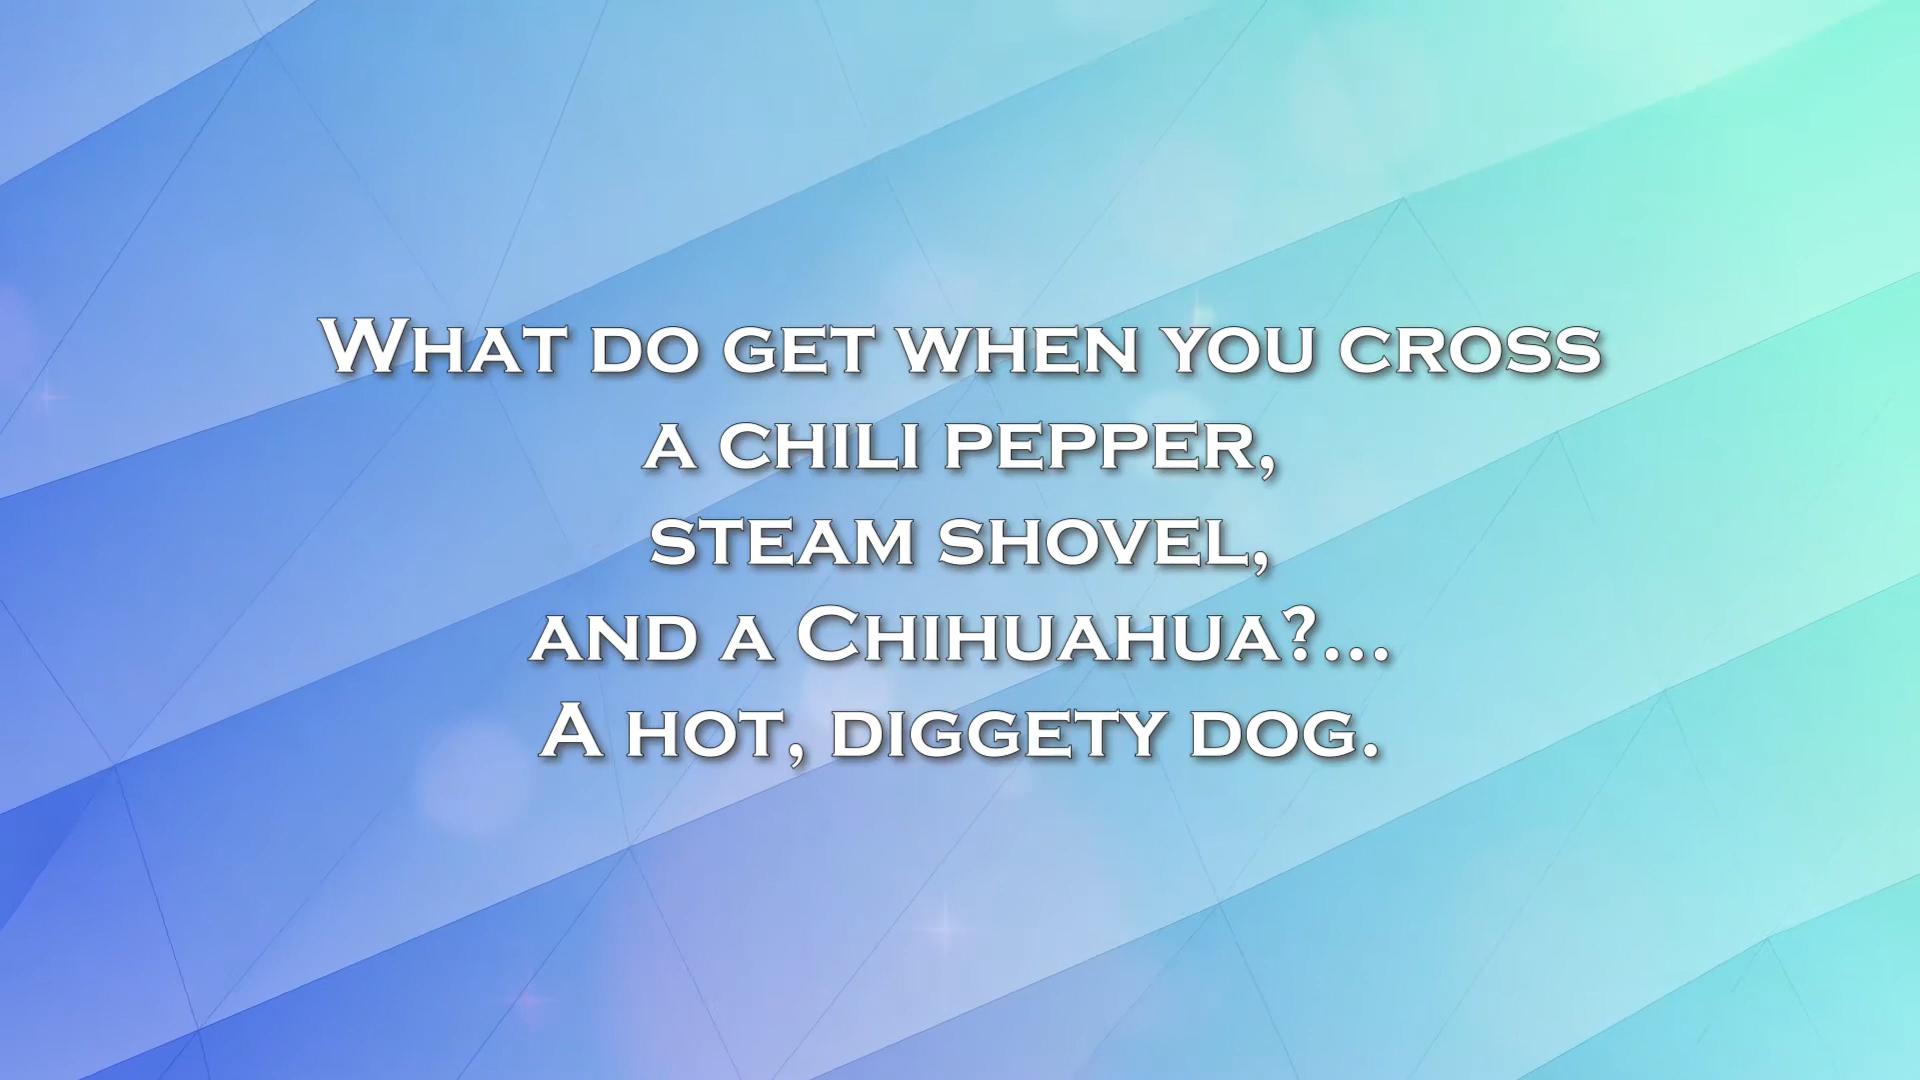 What do get when you cross
a chili pepper,
steam shovel,
and a Chihuahua?...
A hot, diggety dog.